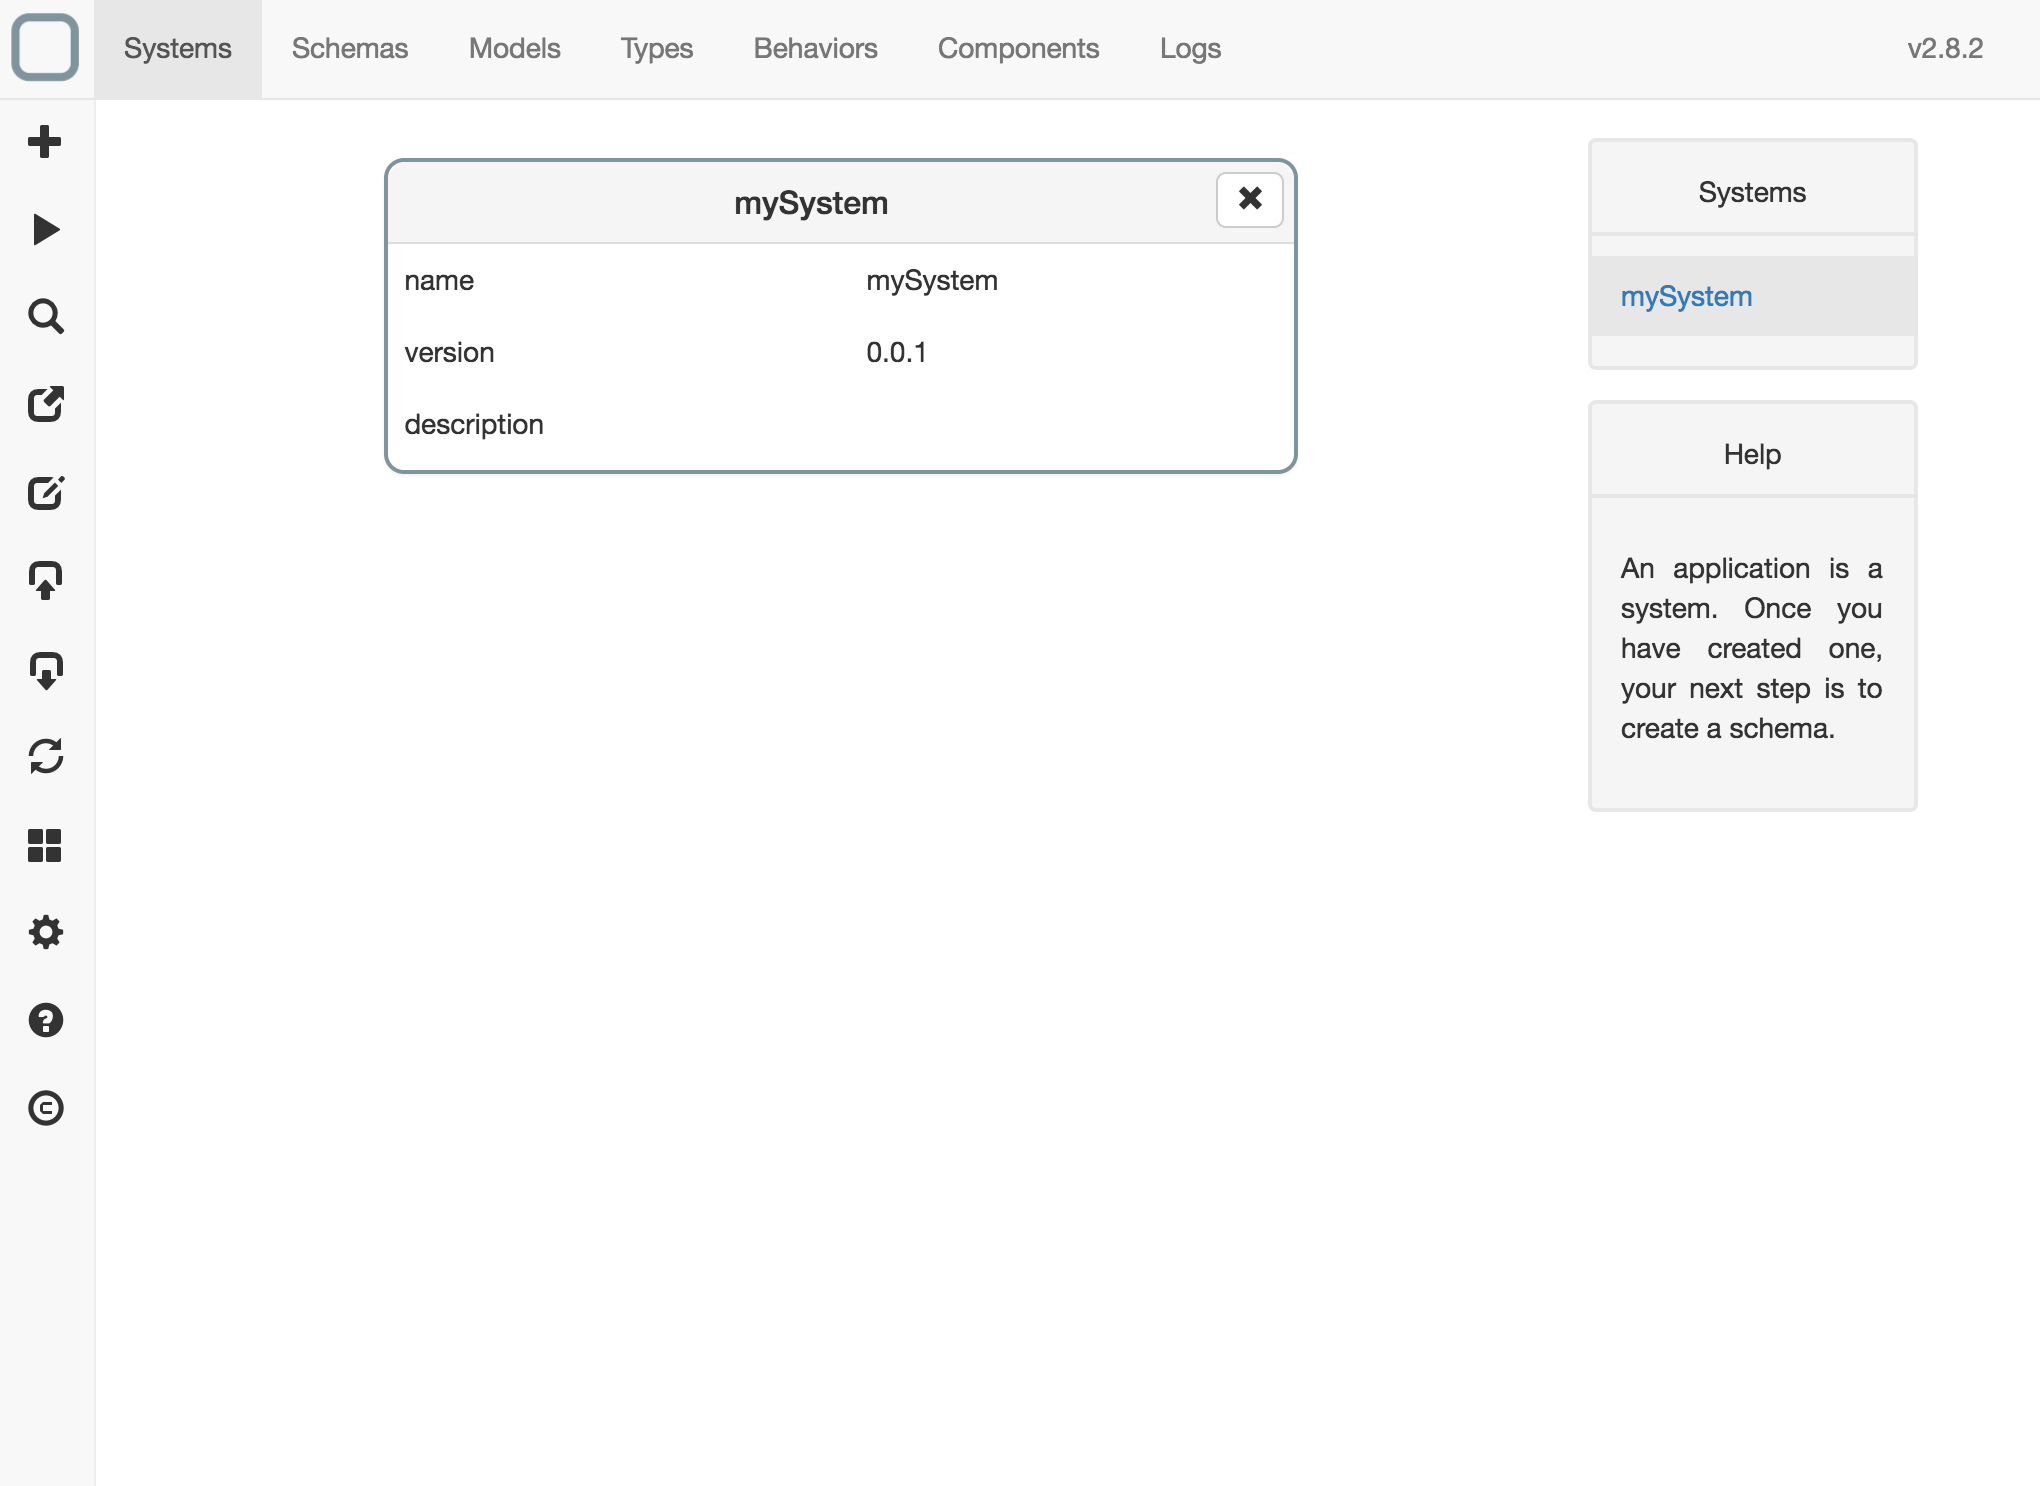 Systems Schemas Models Types Behaviors Components Logs v2.8.2
mySystem
name mySystem
version 0.0.1
description
Systems
mySystem
Help
An application is a
system. Once you
have created one,
your next step is to
create a schema.